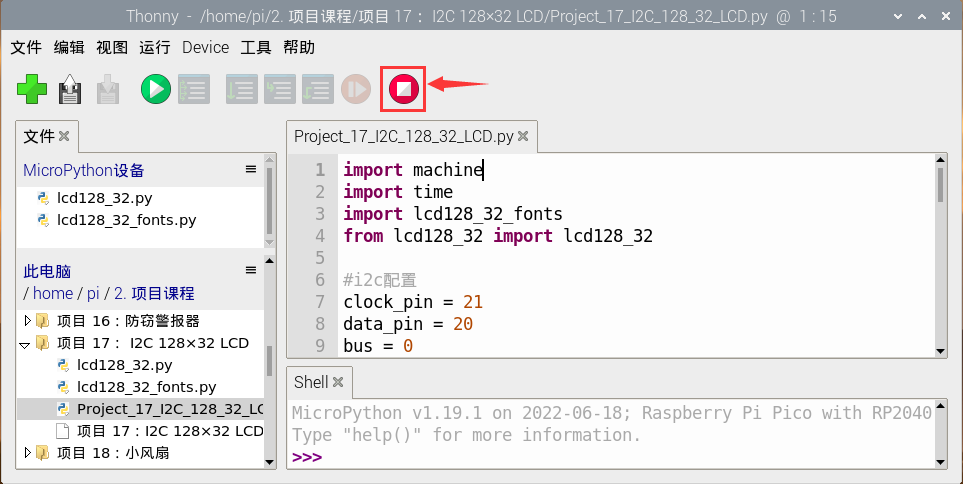 Thonny - /home/pi/2. 项目课程/项目 17 : I2C 128×32 LCD/Project_17_I2C_128_32_LCD.py @ 1 : 15
文件 编辑 视图 运行 Device 工具 帮助
文件
MicroPython设备
lcd128_32.py
lcd128_32_fonts.py
此电脑
/ home / pi / 2. 项目课程
项目 16 : 防窃警报器
项目 17 : I2C 128×32 LCD
lcd128_32.py
lcd128_32_fonts.py
Project_17_I2C_128_32_LC
项目 17 : I2C 128×32 LCD
项目 18 : 小风扇
Project_17_I2C_128_32_LCD.py
1 import machine
2 import time
3 import lcd128_32_fonts
4 from lcd128_32 import lcd128_32
5
6 #i2c配置
7 clock_pin = 21
8 data_pin = 20
9 bus = 0
Shell
MicroPython v1.19.1 on 2022-06-18; Raspberry Pi Pico with RP2040
Type "help()" for more information.
>>>